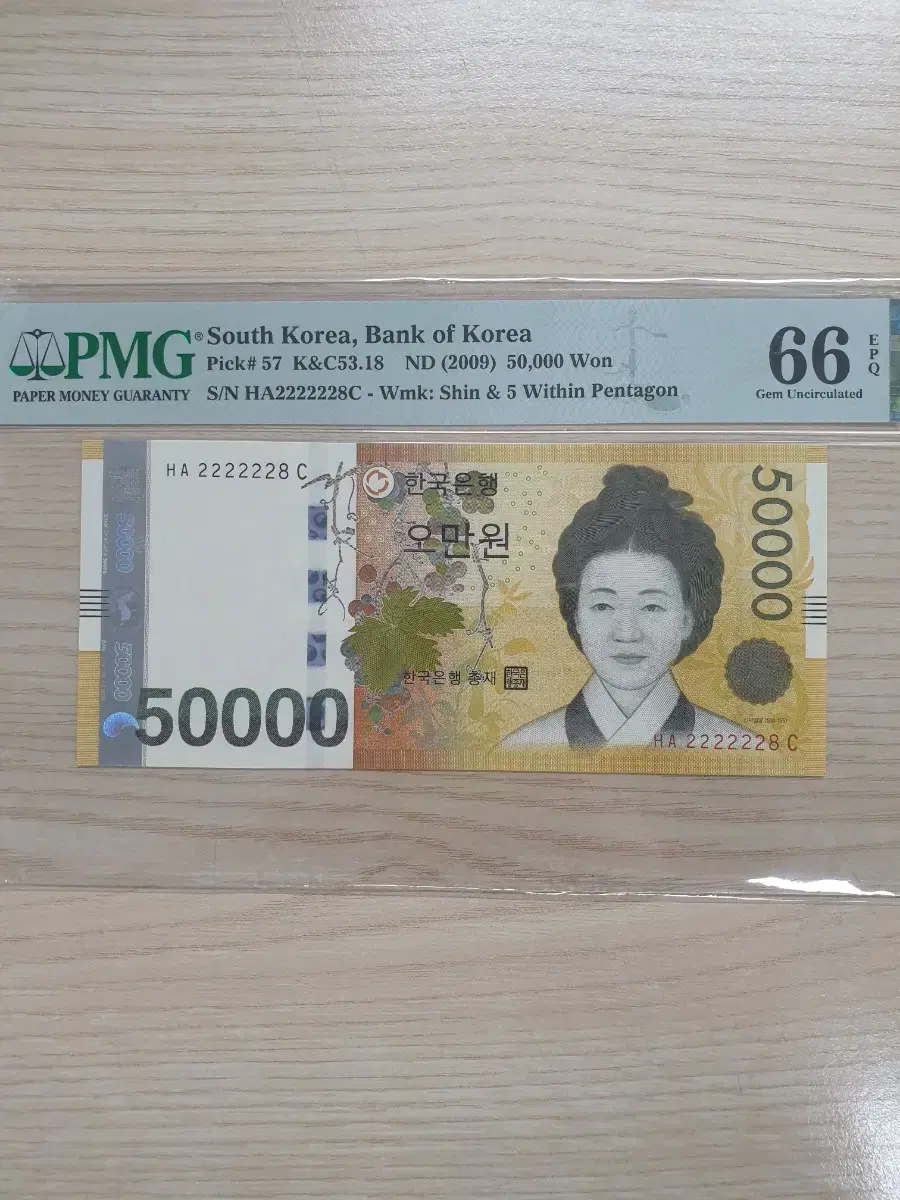 PMG®
PAPER MONEY GUARANTY
South Korea, Bank of Korea
Pick# 57 K&C53.18 ND (2009) 50,000 Won
S/N HA2222228C - Wmk: Shin & 5 Within Pentagon
66
EPQ
Gem Uncirculated
HA 2222228 C
한국은행
오만원
50000
한국은행 총재
50000
50000
50000
HA 2222228 C